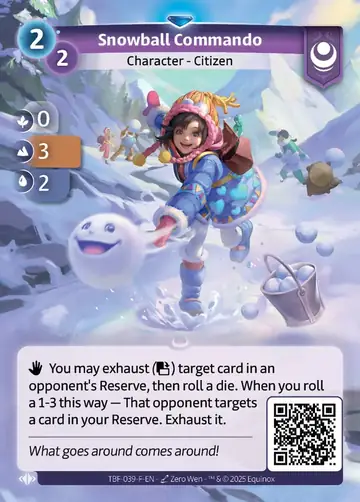 2
Snowball Commando
2
Character - Citizen
0
3
2
You may exhaust () target card in an
opponent's Reserve, then roll a die. When you roll
a 1-3 this way — That opponent targets
a card in your Reserve. Exhaust it.
What goes around comes around!
TBF-039-F-EN - Zero Wen - ™ & © 2025 Equinox